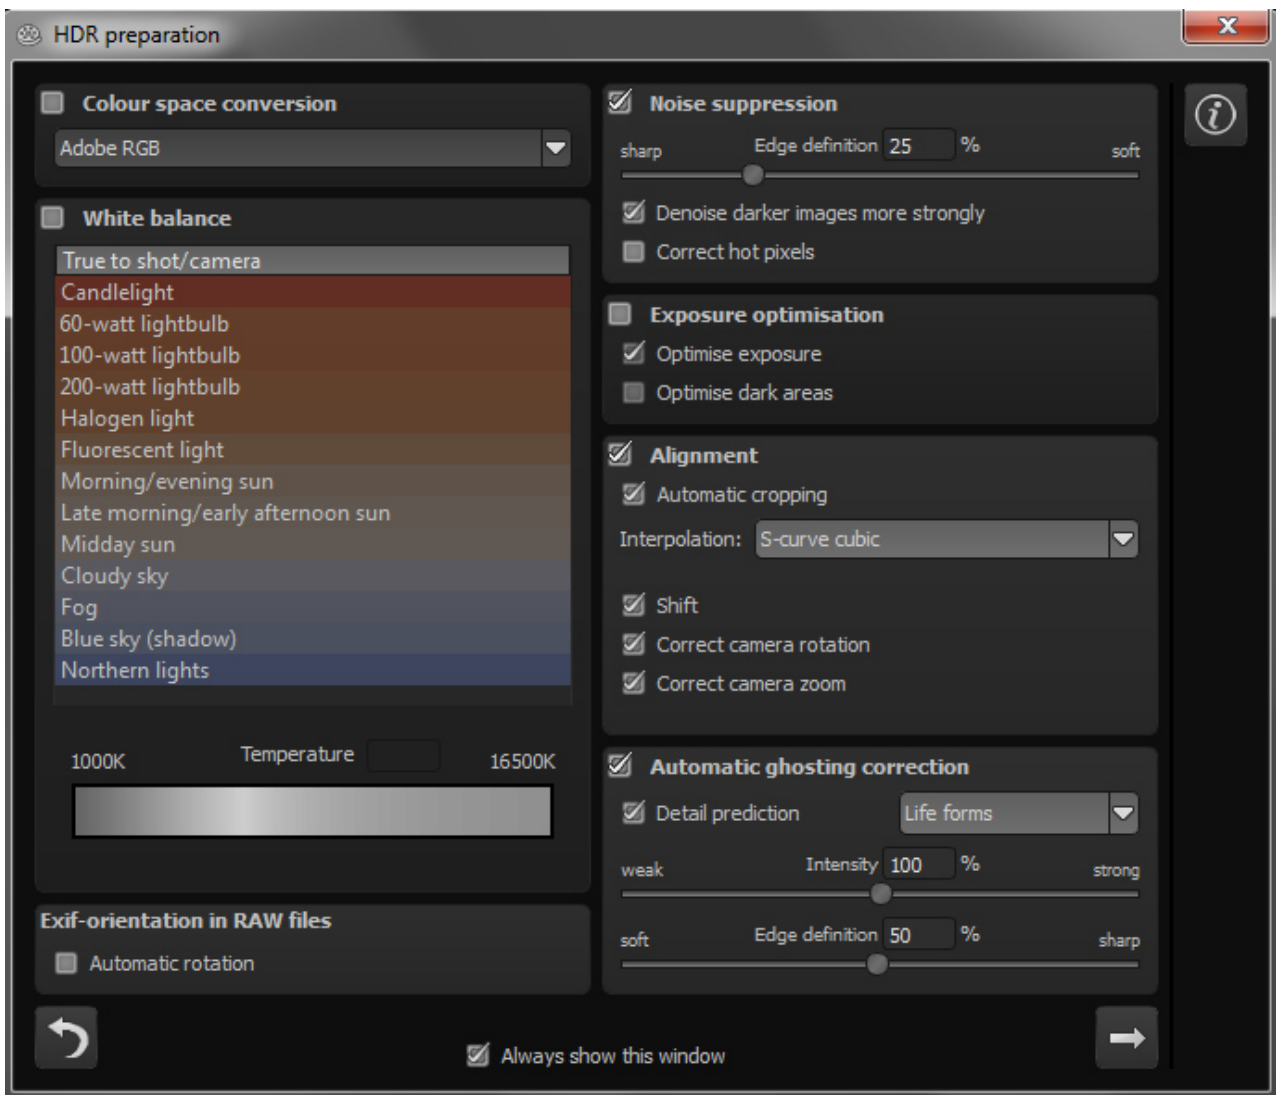 HDR preparation
Colour space conversion
Adobe RGB
White balance
True to shot/camera
Candlelight
60-watt lightbulb
100-watt lightbulb
200-watt lightbulb
Halogen light
Fluorescent light
Morning/evening sun
Late morning/early afternoon sun
Midday sun
Cloudy sky
Fog
Blue sky (shadow)
Northern lights
1000K Temperature 16500K
Exif-orientation in RAW files
Automatic rotation
Noise suppression
sharp Edge definition 25 % soft
Denoise darker images more strongly
Correct hot pixels
Exposure optimisation
Optimise exposure
Optimise dark areas
Alignment
Automatic cropping
Interpolation: S-curve cubic
Shift
Correct camera rotation
Correct camera zoom
Automatic ghosting correction
Detail prediction Life forms
weak Intensity 100 % strong
soft Edge definition 50 % sharp
Always show this window